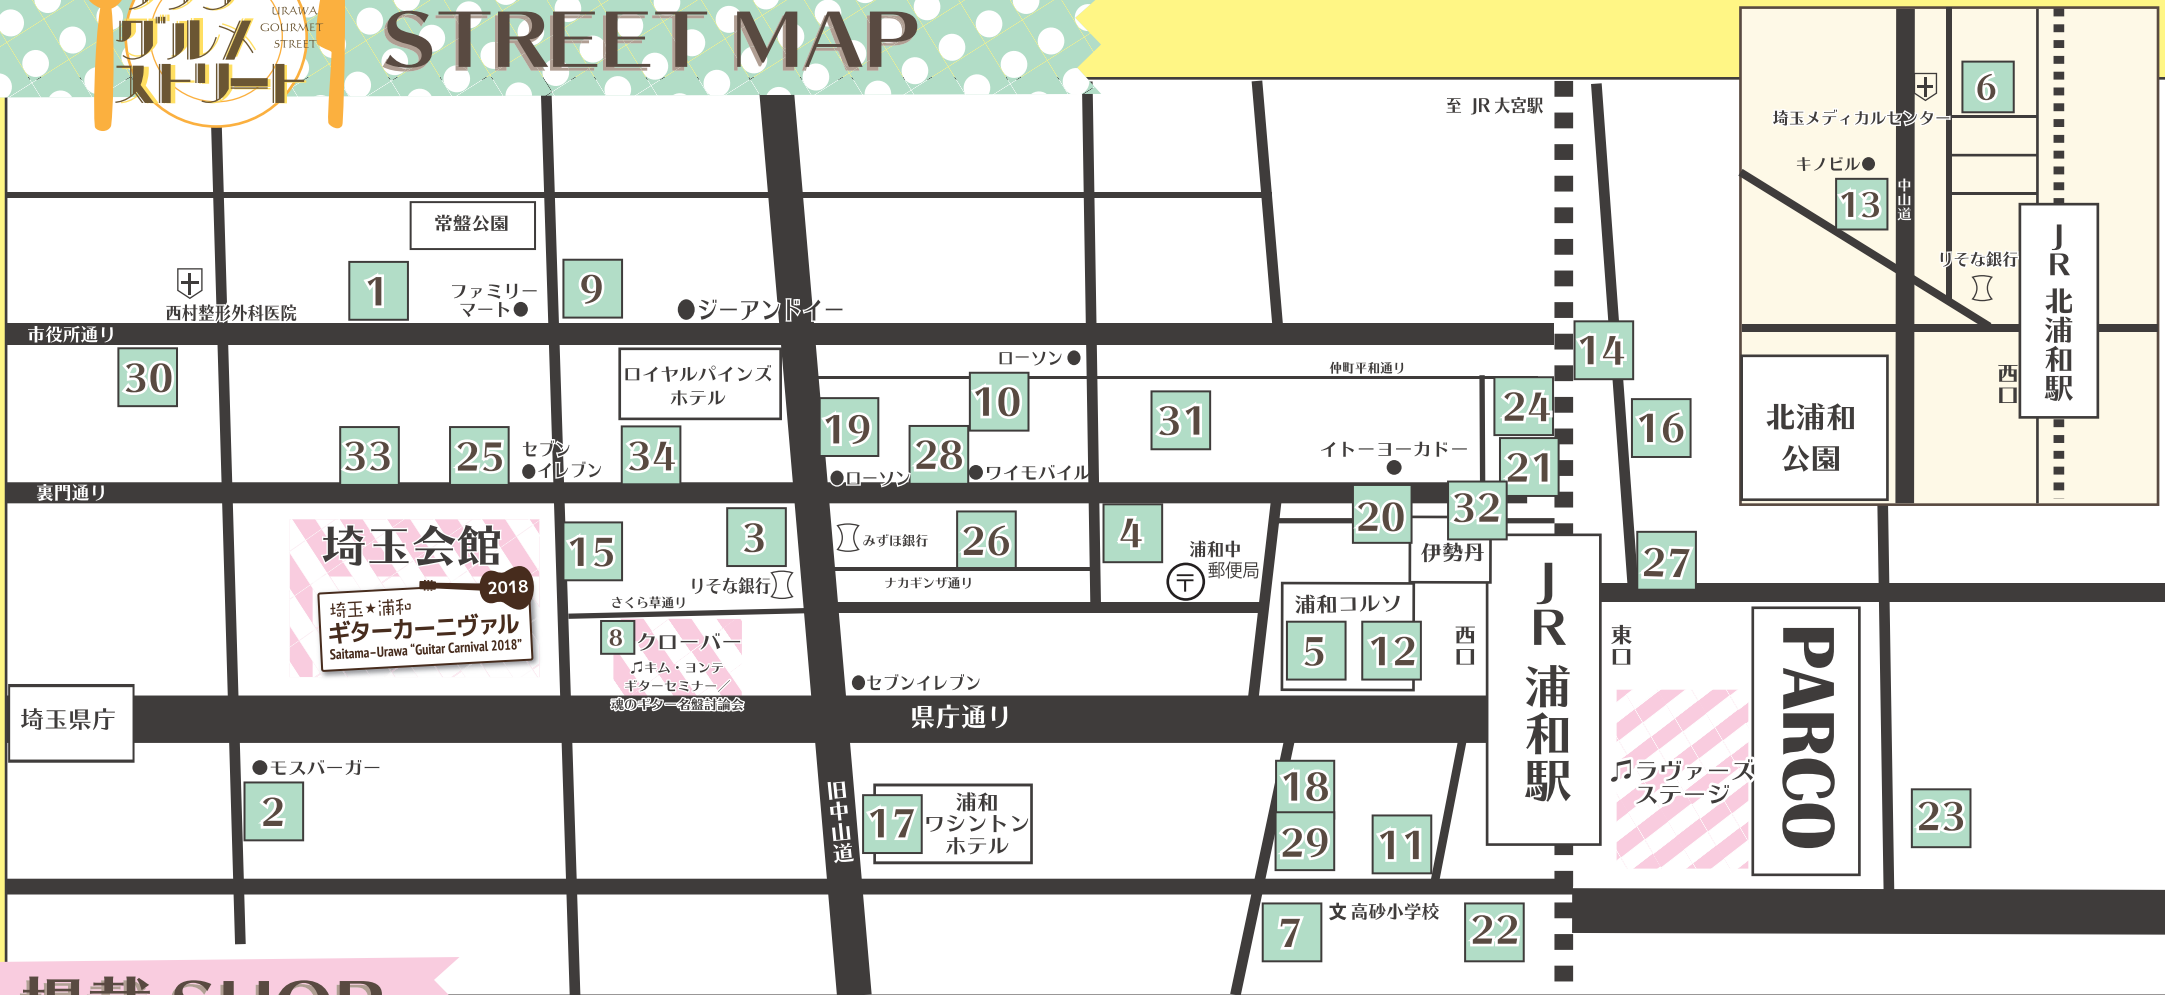 URAWA
GOURMET
STREET
グルメ
ストリート
STREET MAP
至 JR大宮駅
6
埼玉メディカルセンター
キノビル
13
中山道
りそな銀行
JR 北浦和駅
西口
北浦和
公園
常盤公園
1
ファミリー
マート
9
ジーアンドイー
西村整形外科医院
市役所通り
30
ロイヤルパインズ
ホテル
ローソン
仲町平和通り
14
10
19
31
24
16
33
25
セブン
イレブン
34
28
ローソン
ワイモバイル
イトーヨーカドー
21
裏門通り
20
32
埼玉会館
2018
埼玉★浦和
ギターカーニヴァル
Saitama-Urawa "Guitar Carnival 2018"
15
3
みずほ銀行
26
4
浦和中
郵便局
伊勢丹
27
りそな銀行
ナカギンザ通り
さくら草通り
8
クローバー
♫キム・ヨンテ
ギターセミナー／
魂のギター名盤討論会
浦和コルソ
5
12
西口
JR 浦和駅
東口
PARCO
セブンイレブン
埼玉県庁
県庁通り
モスバーガー
2
旧中山道
17
浦和
ワシントン
ホテル
18
29
11
♫ラヴァーズ
ステージ
23
7
文 高砂小学校
22
掲載 SHOP